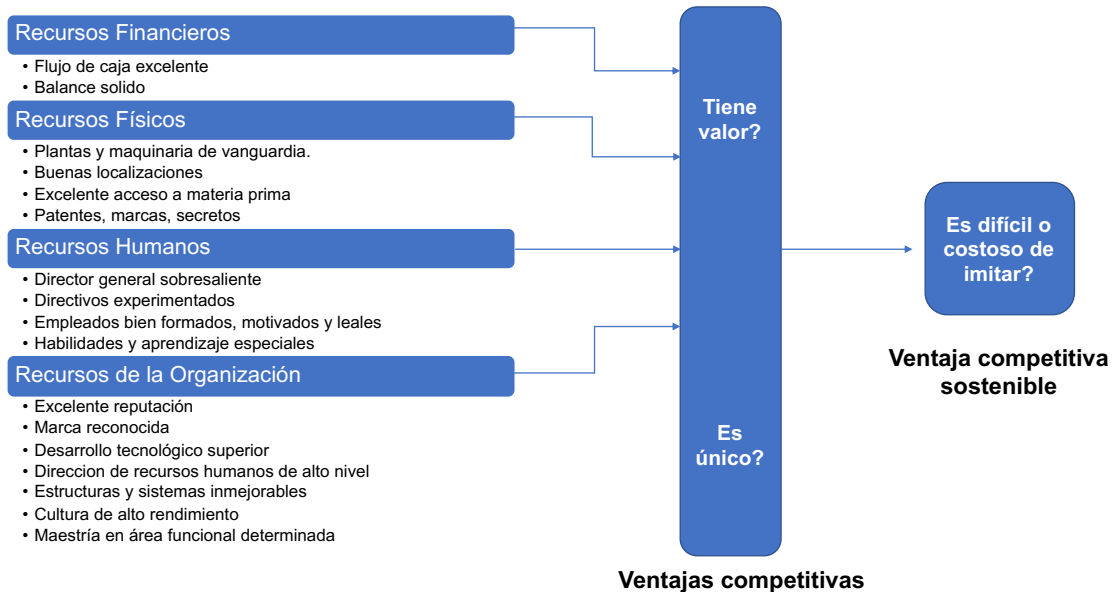 Recursos Financieros
• Flujo de caja excelente
• Balance solido
Recursos Físicos
• Plantas y maquinaria de vanguardia.
• Buenas localizaciones
• Excelente acceso a materia prima
• Patentes, marcas, secretos
Recursos Humanos
• Director general sobresaliente
• Directivos experimentados
• Empleados bien formados, motivados y leales
• Habilidades y aprendizaje especiales
Recursos de la Organización
• Excelente reputación
• Marca reconocida
• Desarrollo tecnológico superior
• Direccion de recursos humanos de alto nivel
• Estructuras y sistemas inmejorables
• Cultura de alto rendimiento
• Maestría en área funcional determinada
Tiene
valor?
Es
único?
Ventajas competitivas
Es difícil o
costoso de
imitar?
Ventaja competitiva
sostenible